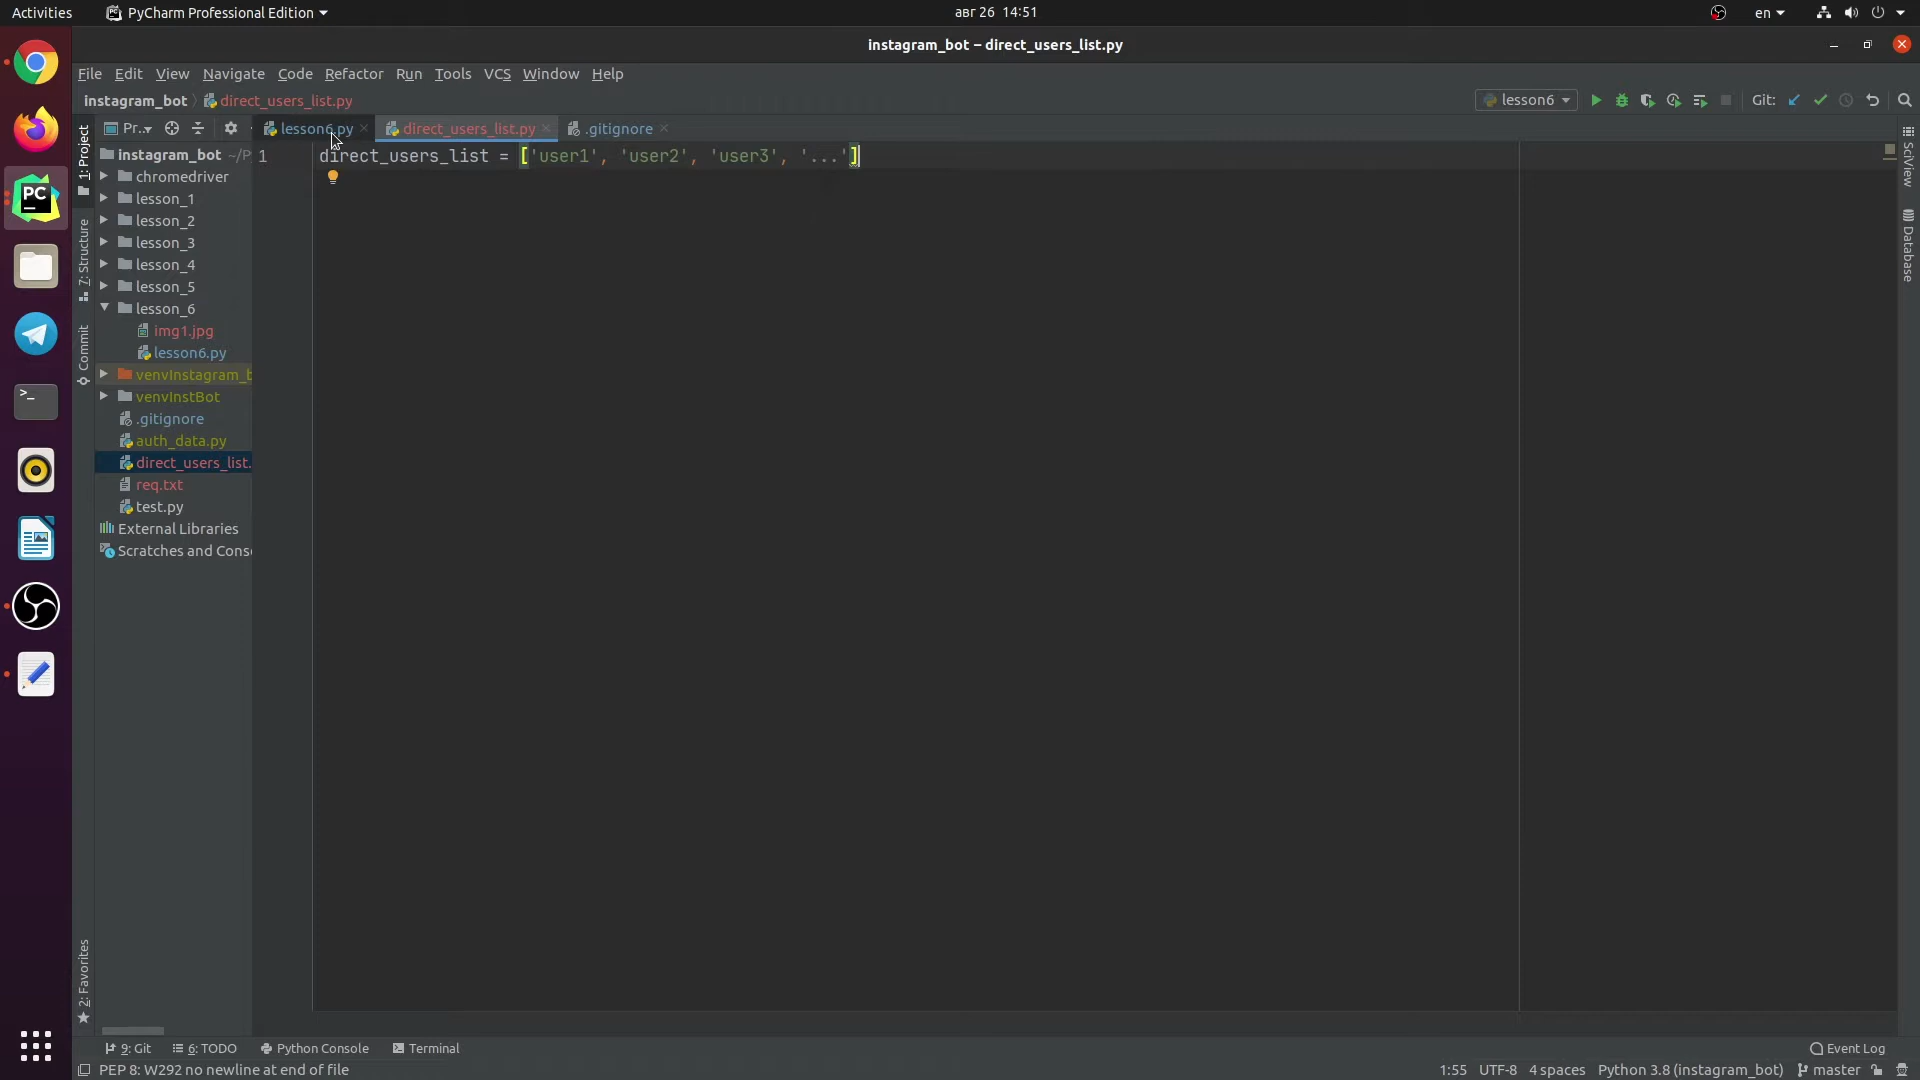 Activities PyCharm Professional Edition авг 26 14:51 en
instagram_bot – direct_users_list.py
File Edit View Navigate Code Refactor Run Tools VCS Window Help
instagram_bot direct_users_list.py lesson6 Git:
Pr.. lesson6.py direct_users_list.py .gitignore
1 direct_users_list = ['user1', 'user2', 'user3', '...']
instagram_bot ~/P
chromedriver
lesson_1
lesson_2
lesson_3
lesson_4
lesson_5
lesson_6
img1.jpg
lesson6.py
venvInstagram_b
venvInstBot
.gitignore
auth_data.py
direct_users_list.
req.txt
test.py
External Libraries
Scratches and Conso
1: Project
7: Structure
Commit
2: Favorites
SciView
Database
PC
>_
9: Git 6: TODO Python Console Terminal Event Log
PEP 8: W292 no newline at end of file 1:55 UTF-8 4 spaces Python 3.8 (instagram_bot) master